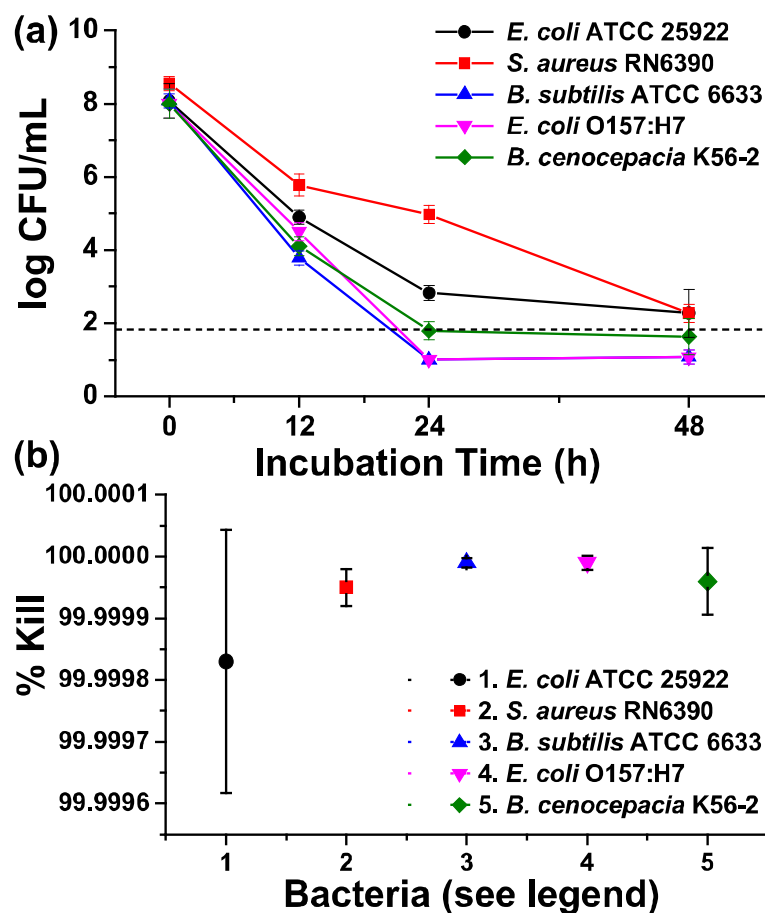 (a)
log CFU/mL
10
8
6
4
2
0
E. coli ATCC 25922
S. aureus RN6390
B. subtilis ATCC 6633
E. coli O157:H7
B. cenocepacia K56-2
0 12 24 48
Incubation Time (h)
(b)
% Kill
100.0001
100.0000
99.9999
99.9998
99.9997
99.9996
1. E. coli ATCC 25922
2. S. aureus RN6390
3. B. subtilis ATCC 6633
4. E. coli O157:H7
5. B. cenocepacia K56-2
1 2 3 4 5
Bacteria (see legend)